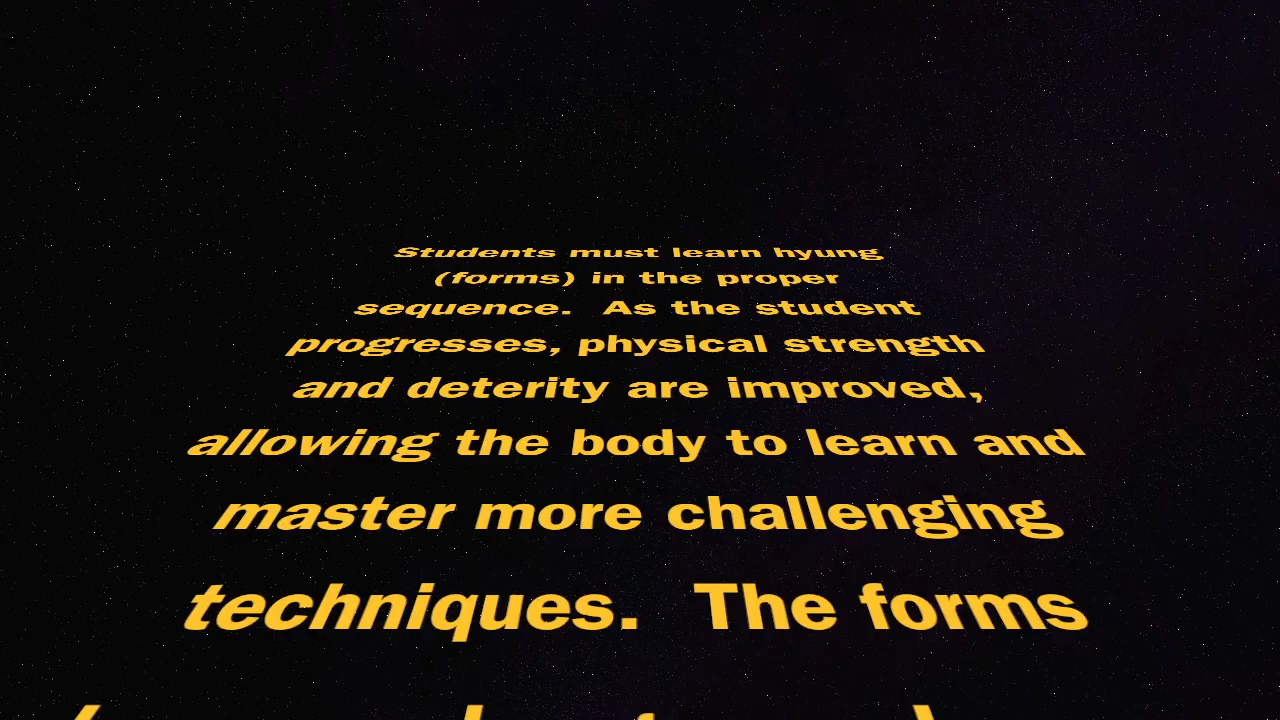 Students must learn hyung
(forms) in the proper
sequence.  As the student
progresses, physical strength
and deterity are improved,
allowing the body to learn and
master more challenging
techniques.  The forms